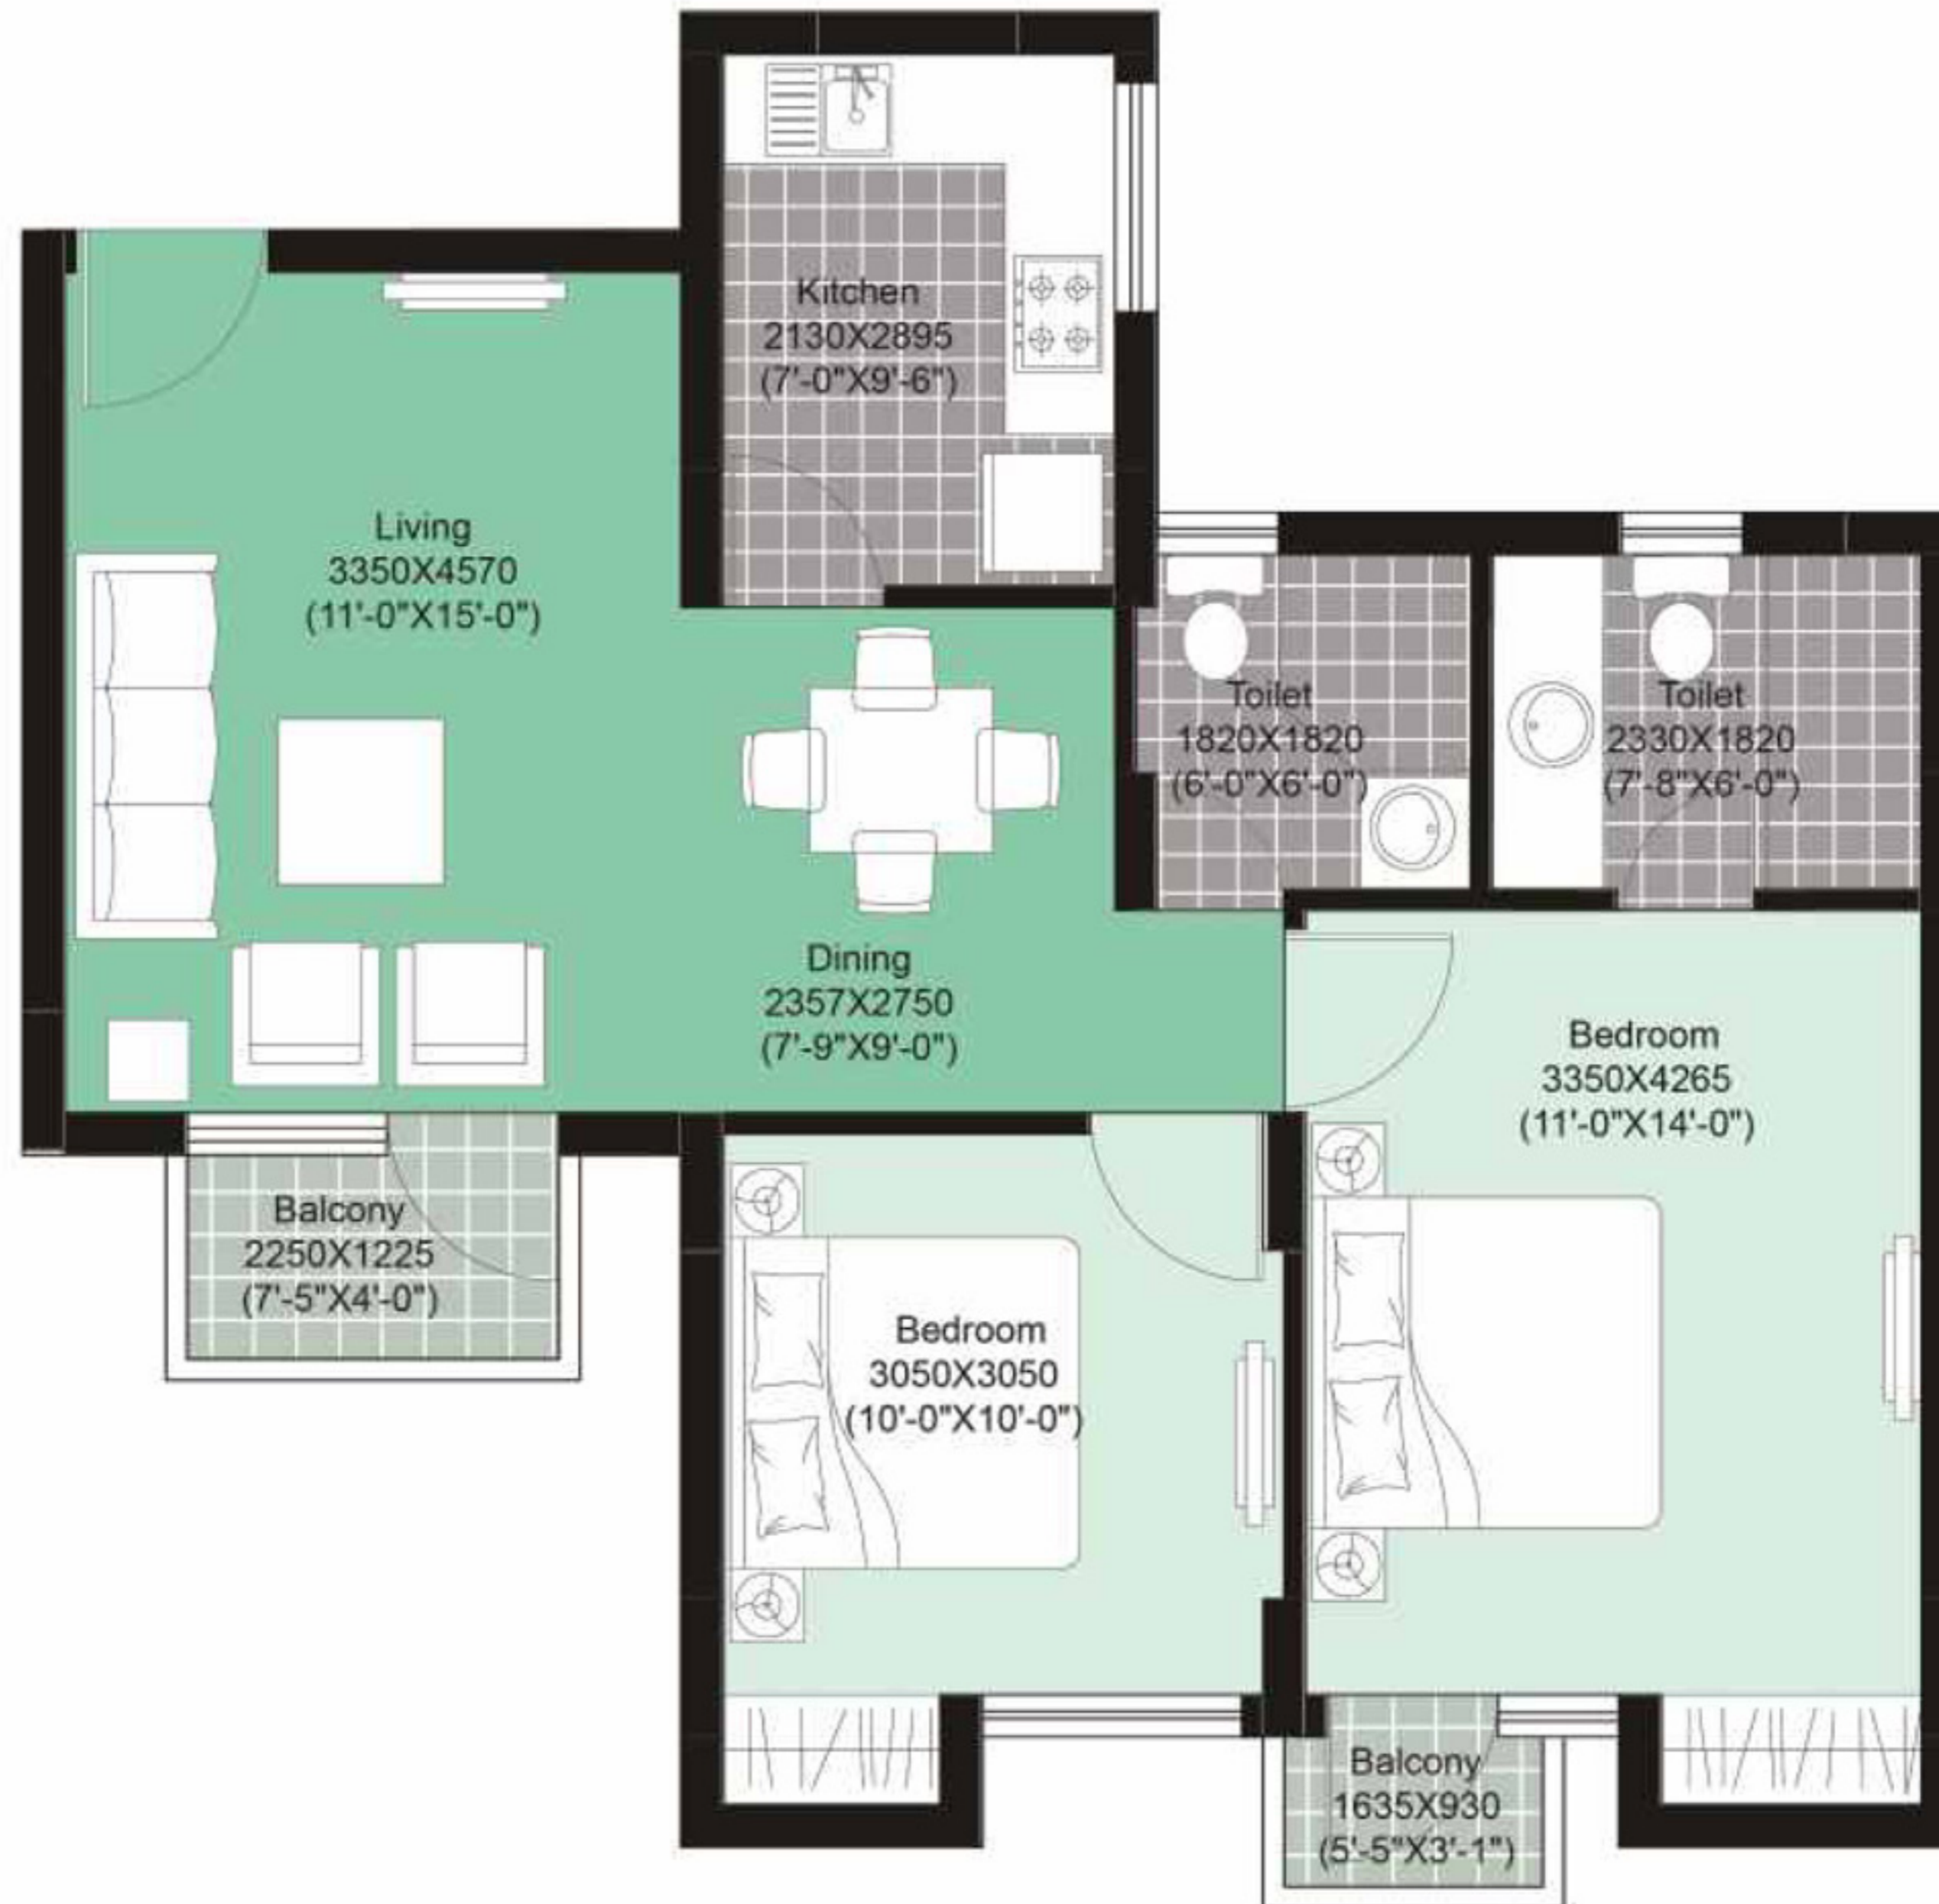 Kitchen
2130X2895
(7'-0"X9'-6")
Living
3350X4570
(11'-0"X15'-0")
Toilet
1820X1820
(6'-0"X6'-0")
Toilet
2330X1820
(7'-8"X6'-0")
Dining
2357X2750
(7'-9"X9'-0")
Bedroom
3350X4265
(11'-0"X14'-0")
Balcony
2250X1225
(7'-5"X4'-0")
Bedroom
3050X3050
(10'-0"X10'-0")
Balcony
1635X930
(5'-5"X3'-1")